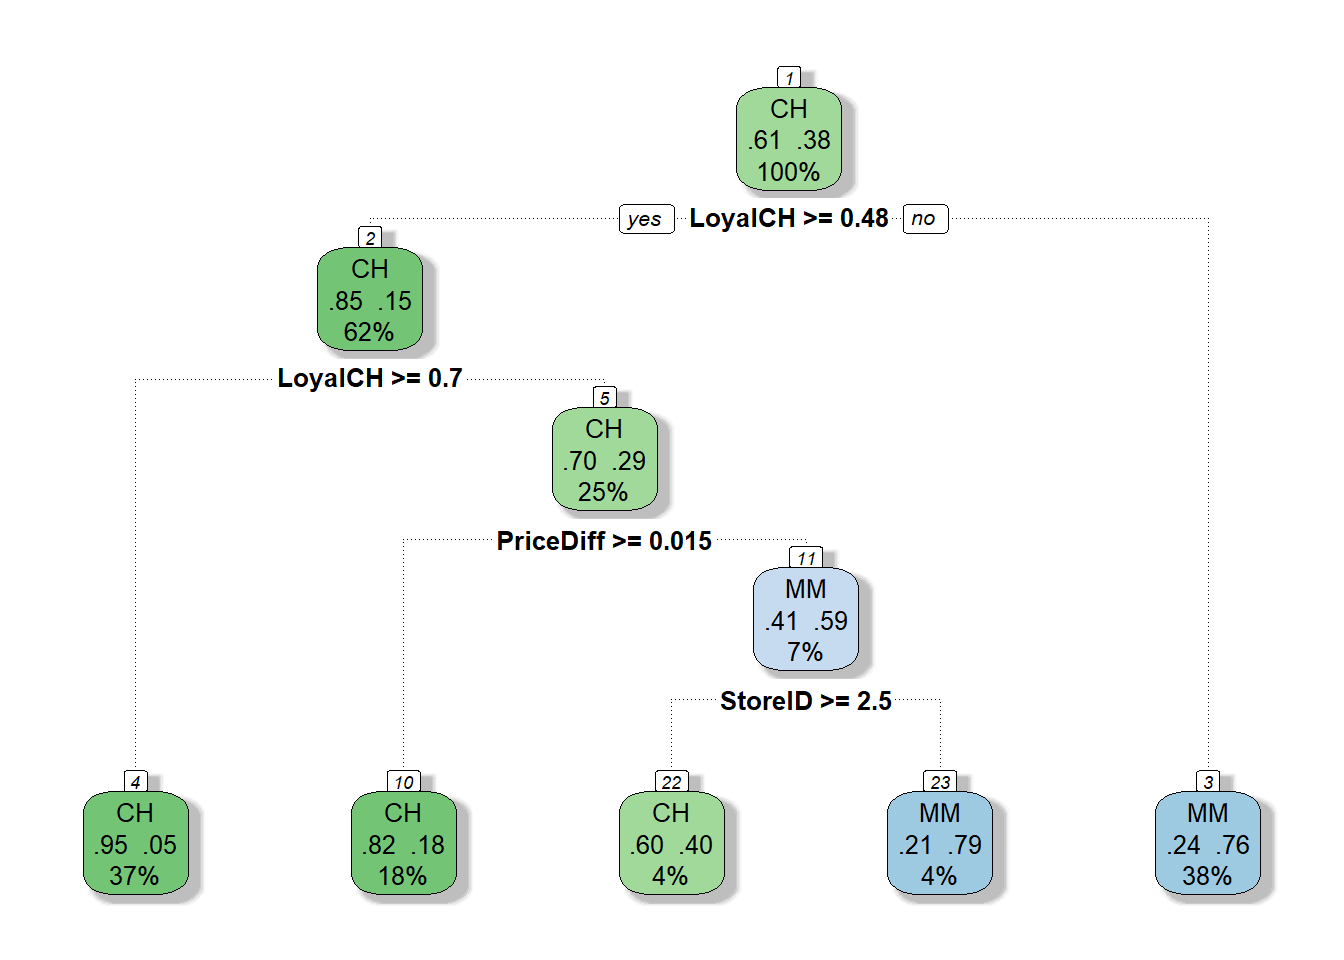 1
CH
.61 .38
100%
yes LoyalCH >= 0.48 no
2
CH
.85 .15
62%
LoyalCH >= 0.7
5
CH
.70 .29
25%
PriceDiff >= 0.015
11
MM
.41 .59
7%
StoreID >= 2.5
4
CH
.95 .05
37%
10
CH
.82 .18
18%
22
CH
.60 .40
4%
23
MM
.21 .79
4%
3
MM
.24 .76
38%